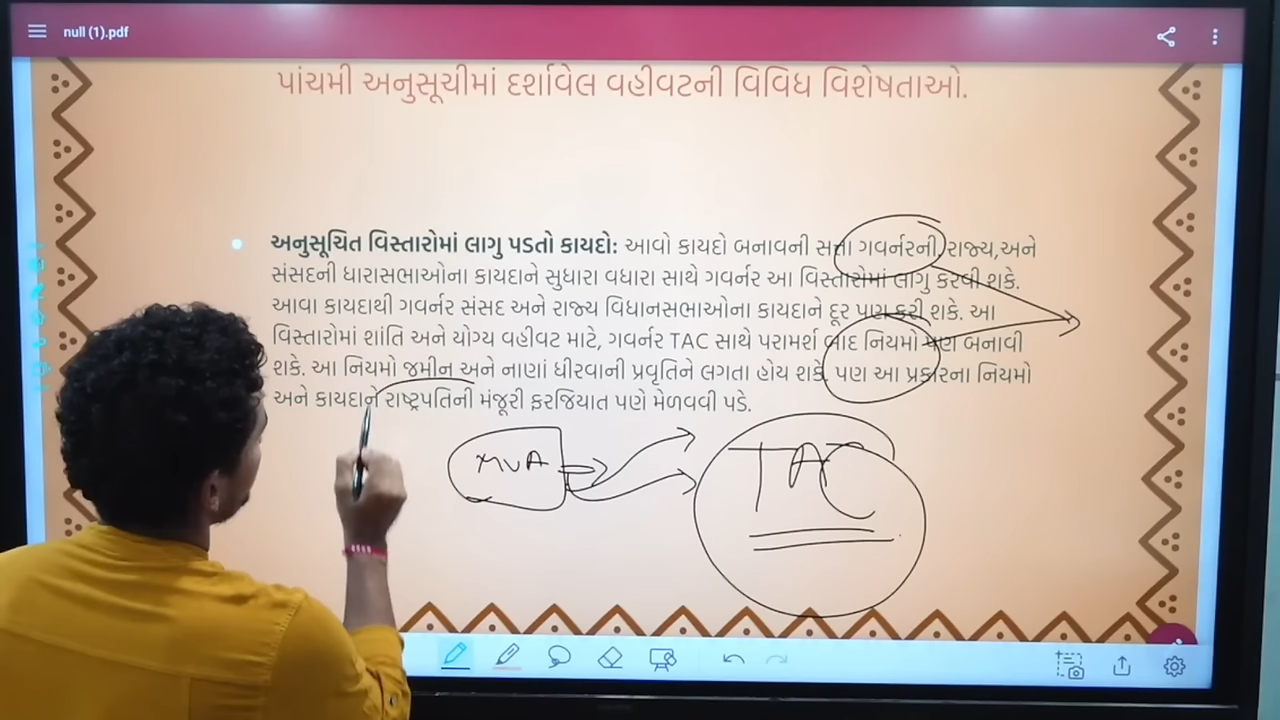 null (1).pdf
પાંચમી અનુસૂચીમાં દર્શાવેલ વહીવટની વિવિધ વિશેષતાઓ.
અનુસૂચિત વિસ્તારોમાં લાગુ પડતો કાયદો: આવો કાયદો બનાવની સત્તા ગવર્નરની, રાજ્ય,અને
સંસદની ધારાસભાઓના કાયદાને સુધારા વધારા સાથે ગવર્નર આ વિસ્તારોમાં લાગુ કરવી શકે.
આવા કાયદાથી ગવર્નર સંસદ અને રાજ્ય વિધાનસભાઓના કાયદાને દૂર પણ કરી શકે. આ
વિસ્તારોમાં શાંતિ અને યોગ્ય વહીવટ માટે, ગવર્નર TAC સાથે પરામર્શ બાદ નિયમો પણ બનાવી
શકે. આ નિયમો જમીન અને નાણાં ધીરવાની પ્રવૃતિને લગતા હોય શકે, પણ આ પ્રકારના નિયમો
અને કાયદાને રાષ્ટ્રપતિની મંજૂરી ફરજિયાત પણે મેળવવી પડે.
TAC